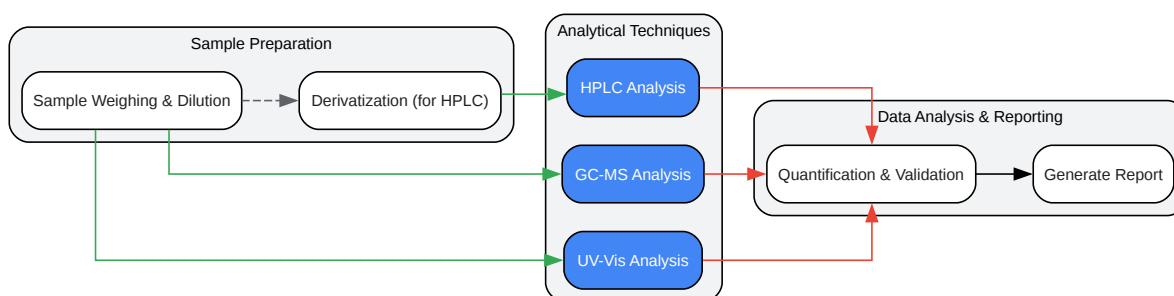 Sample Preparation
Sample Weighing & Dilution
Derivatization (for HPLC)
Analytical Techniques
HPLC Analysis
GC-MS Analysis
UV-Vis Analysis
Data Analysis & Reporting
Quantification & Validation
Generate Report